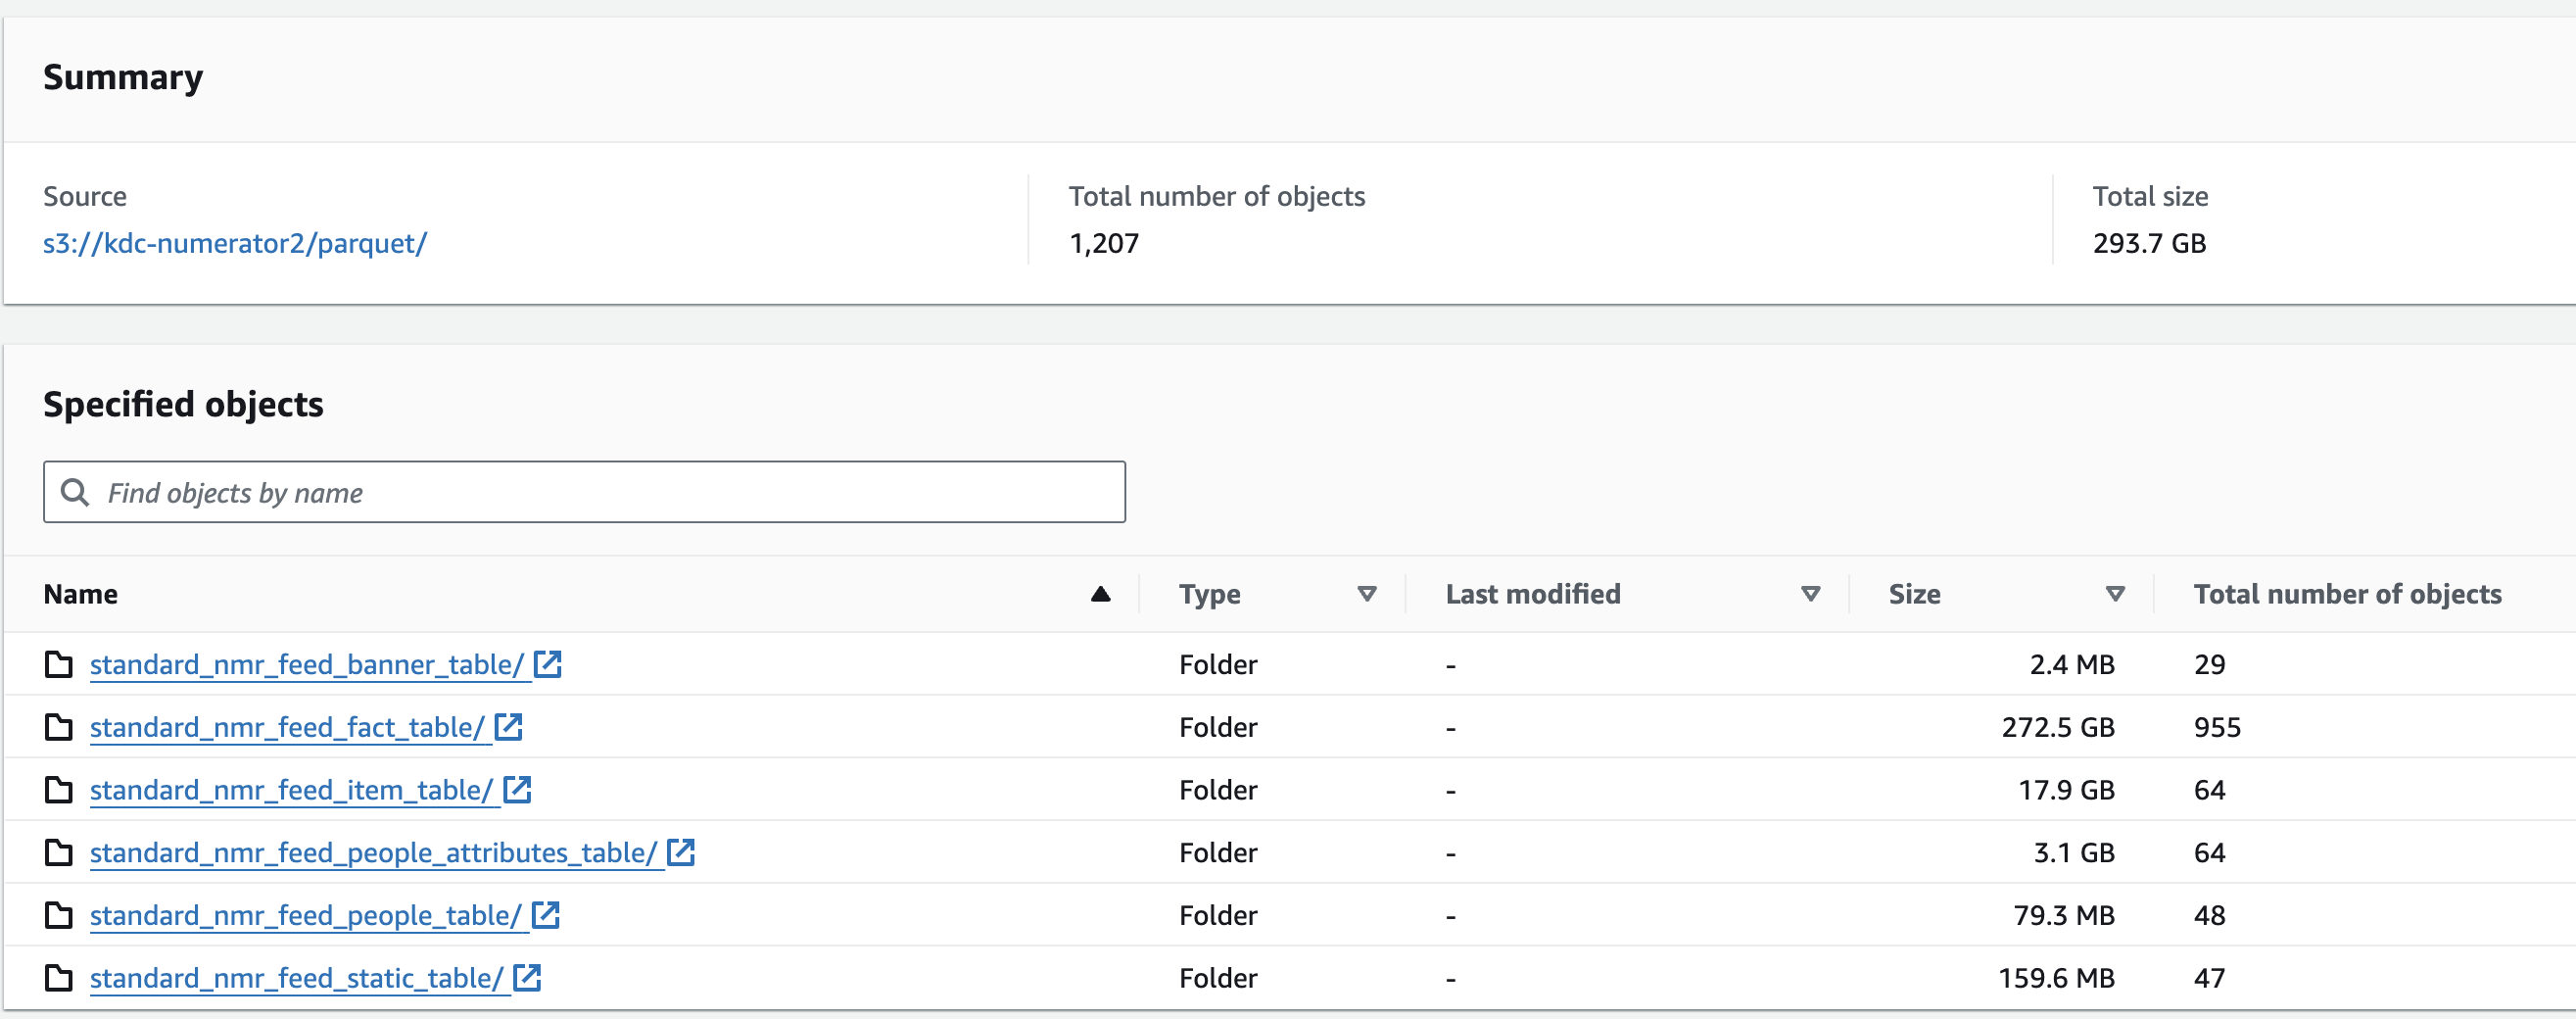 Summary
Source
s3://kdc-numerator2/parquet/
Total number of objects
1,207
Total size
293.7 GB
Specified objects
Find objects by name
Name Type Last modified Size Total number of objects
standard_nmr_feed_banner_table/ Folder - 2.4 MB 29
standard_nmr_feed_fact_table/ Folder - 272.5 GB 955
standard_nmr_feed_item_table/ Folder - 17.9 GB 64
standard_nmr_feed_people_attributes_table/ Folder - 3.1 GB 64
standard_nmr_feed_people_table/ Folder - 79.3 MB 48
standard_nmr_feed_static_table/ Folder - 159.6 MB 47